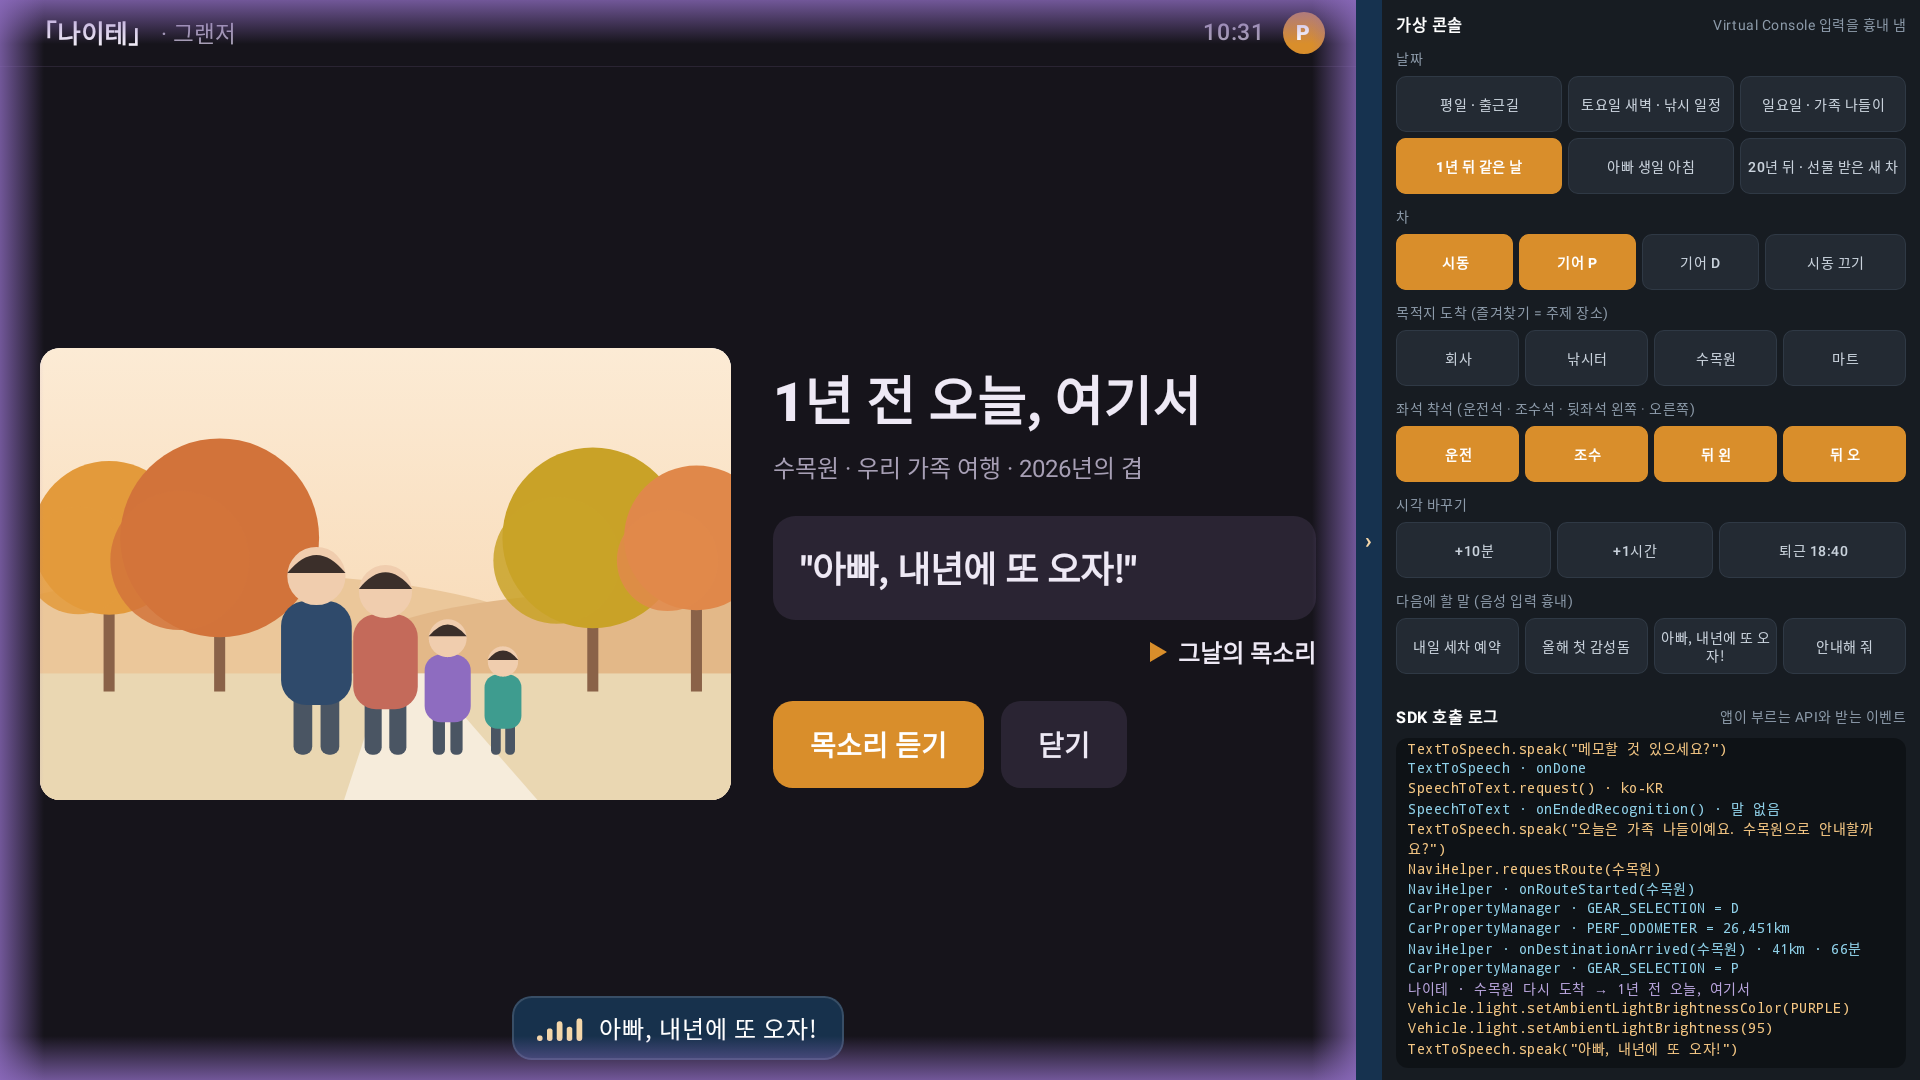 「나이테」 · 그랜저
10:31
P
1년 전 오늘, 여기서
수목원 · 우리 가족 여행 · 2026년의 겹
"아빠, 내년에 또 오자!"
▶ 그날의 목소리
목소리 듣기
닫기
아빠, 내년에 또 오자!
›
가상 콘솔
Virtual Console 입력을 흉내 냄
날짜
평일 · 출근길
토요일 새벽 · 낚시 일정
일요일 · 가족 나들이
1년 뒤 같은 날
아빠 생일 아침
20년 뒤 · 선물 받은 새 차
차
시동
기어 P
기어 D
시동 끄기
목적지 도착 (즐겨찾기 = 주제 장소)
회사
낚시터
수목원
마트
좌석 착석 (운전석 · 조수석 · 뒷좌석 왼쪽 · 오른쪽)
운전
조수
뒤 왼
뒤 오
시각 바꾸기
+10분
+1시간
퇴근 18:40
다음에 할 말 (음성 입력 흉내)
내일 세차 예약
올해 첫 감성돔
아빠, 내년에 또 오
자!
안내해 줘
SDK 호출 로그
앱이 부르는 API와 받는 이벤트
TextToSpeech.speak("메모할 것 있으세요?")
TextToSpeech · onDone
SpeechToText.request() · ko-KR
SpeechToText · onEndedRecognition() · 말 없음
TextToSpeech.speak("오늘은 가족 나들이예요. 수목원으로 안내할까
요?")
NaviHelper.requestRoute(수목원)
NaviHelper · onRouteStarted(수목원)
CarPropertyManager · GEAR_SELECTION = D
CarPropertyManager · PERF_ODOMETER = 26,451km
NaviHelper · onDestinationArrived(수목원) · 41km · 66분
CarPropertyManager · GEAR_SELECTION = P
나이테 · 수목원 다시 도착 → 1년 전 오늘, 여기서
Vehicle.light.setAmbientLightBrightnessColor(PURPLE)
Vehicle.light.setAmbientLightBrightness(95)
TextToSpeech.speak("아빠, 내년에 또 오자!")